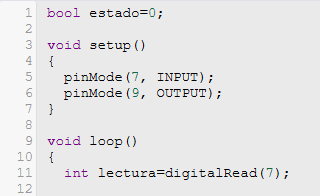 1 bool estado=0;
2
3 void setup()
4 {
5 pinMode(7, INPUT);
6 pinMode(9, OUTPUT);
7 }
8
9 void loop()
10 {
11 int lectura=digitalRead(7);
12